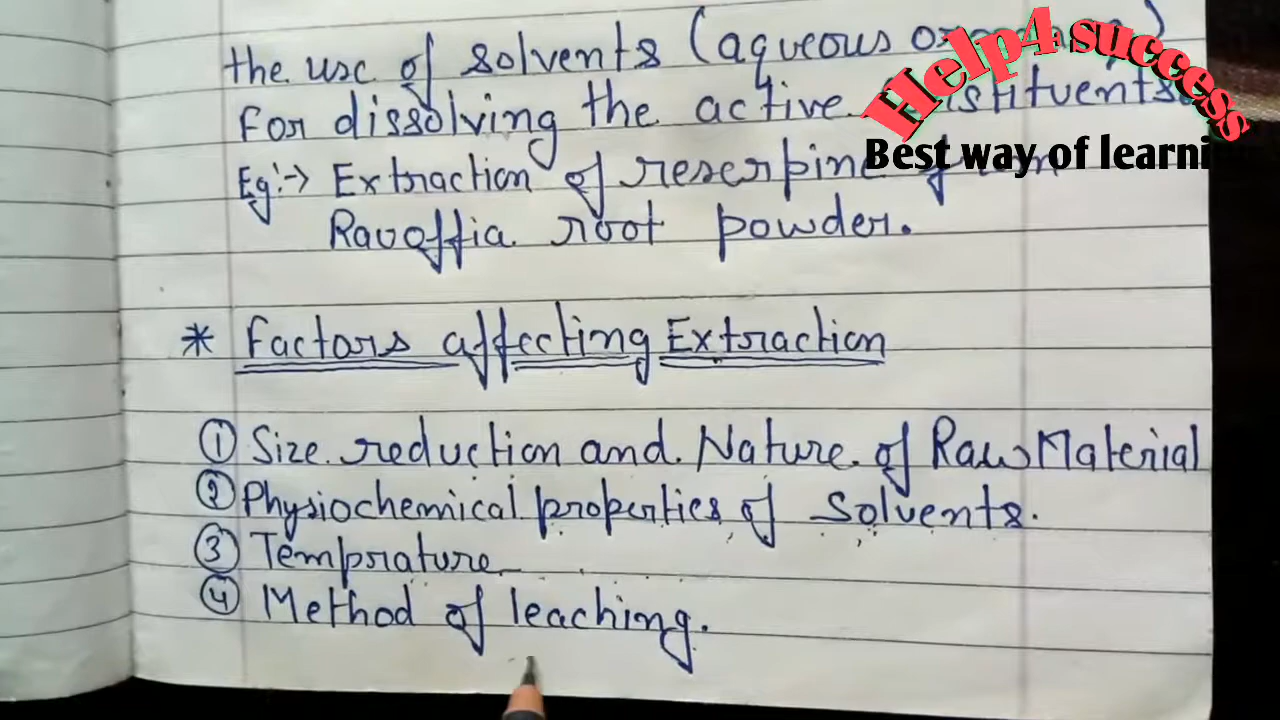 the use of solvents (aqueous
For dissolving the active
Eg:-> Extraction of reserpine from
Rauoffia root powder.
* Factors affecting Extraction
① Size reduction and Nature of Raw Material
② Physiochemical properties of Solvents.
③ Temprature
④ Method of leaching.
Help4 success
Best way of learni